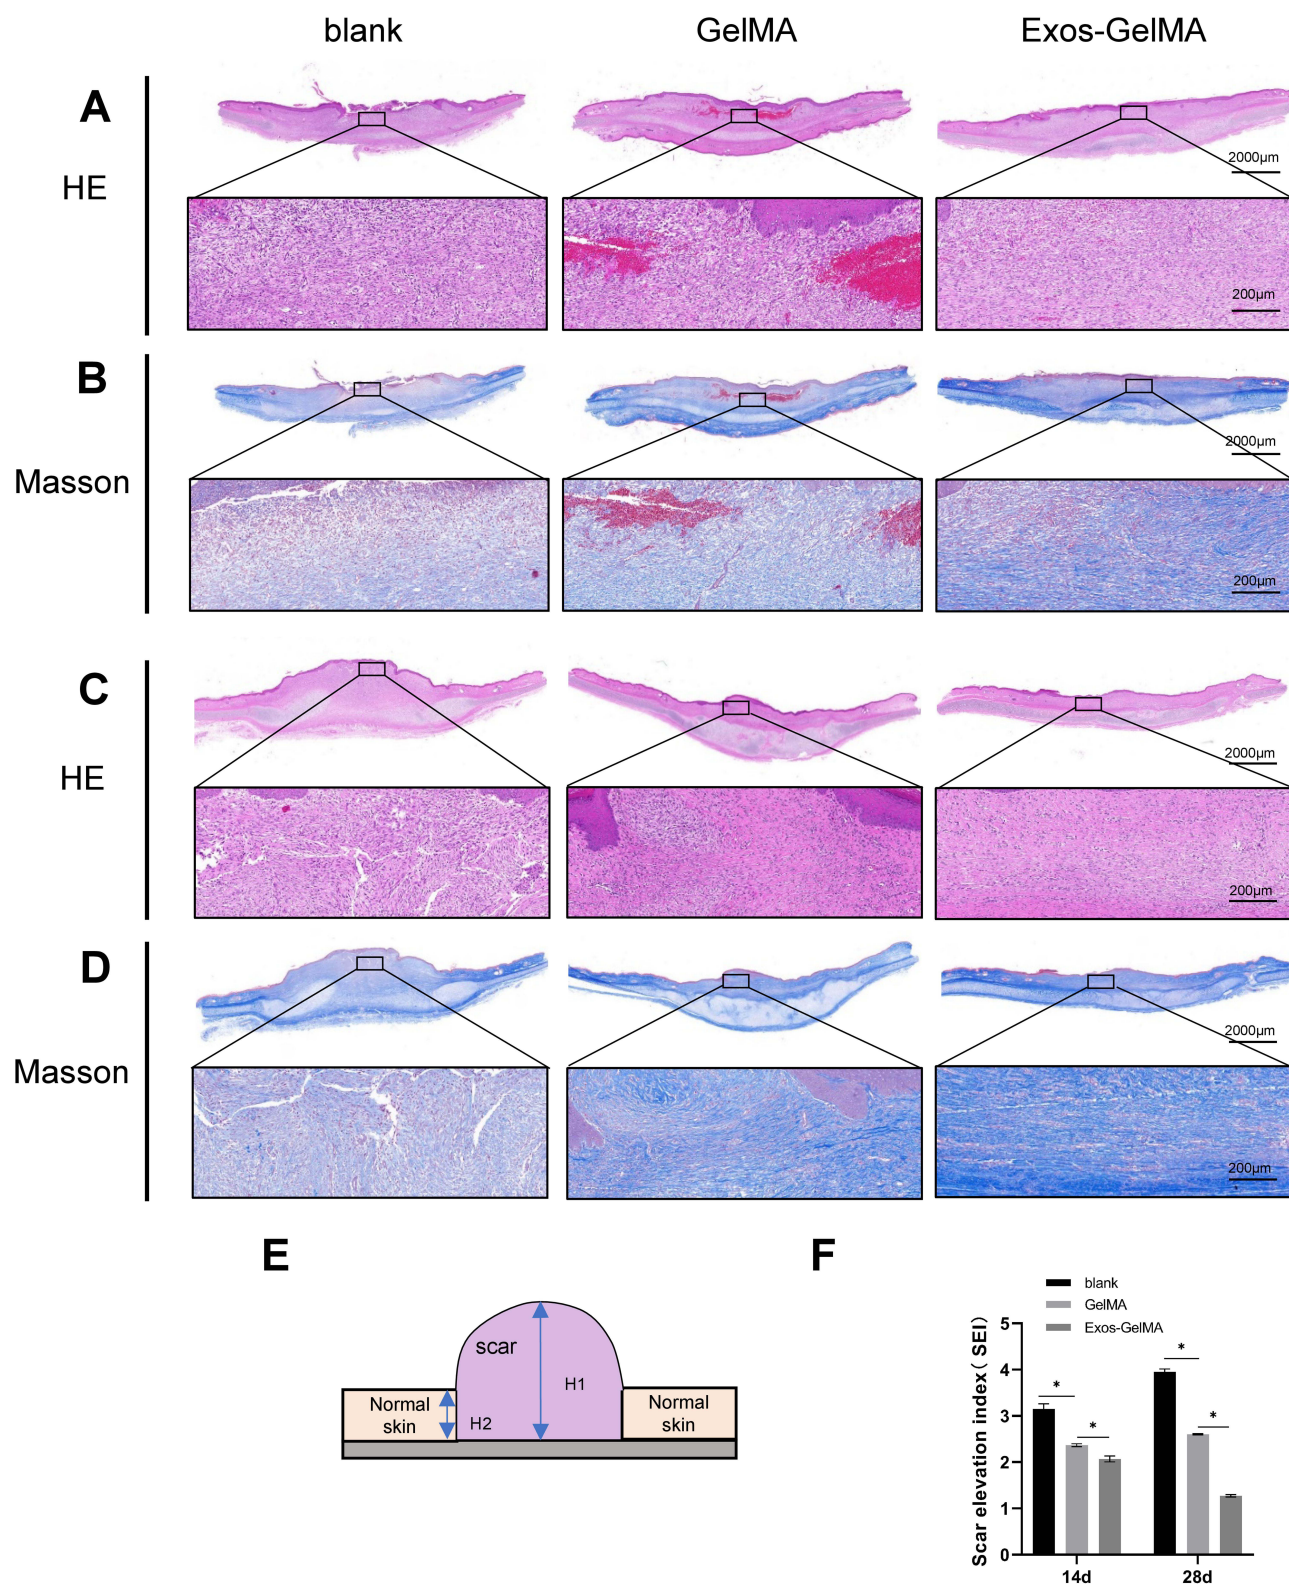 blank GelMA Exos-GelMA
A
HE
2000μm
200μm
B
Masson
2000μm
200μm
C
HE
2000μm
200μm
D
Masson
2000μm
200μm
E
scar
H1
Normal skin
H2
Normal skin
F
blank
GelMA
Exos-GelMA
Scar elevation index( SEI)
5
4
3
2
1
0
* * * *
14d 28d